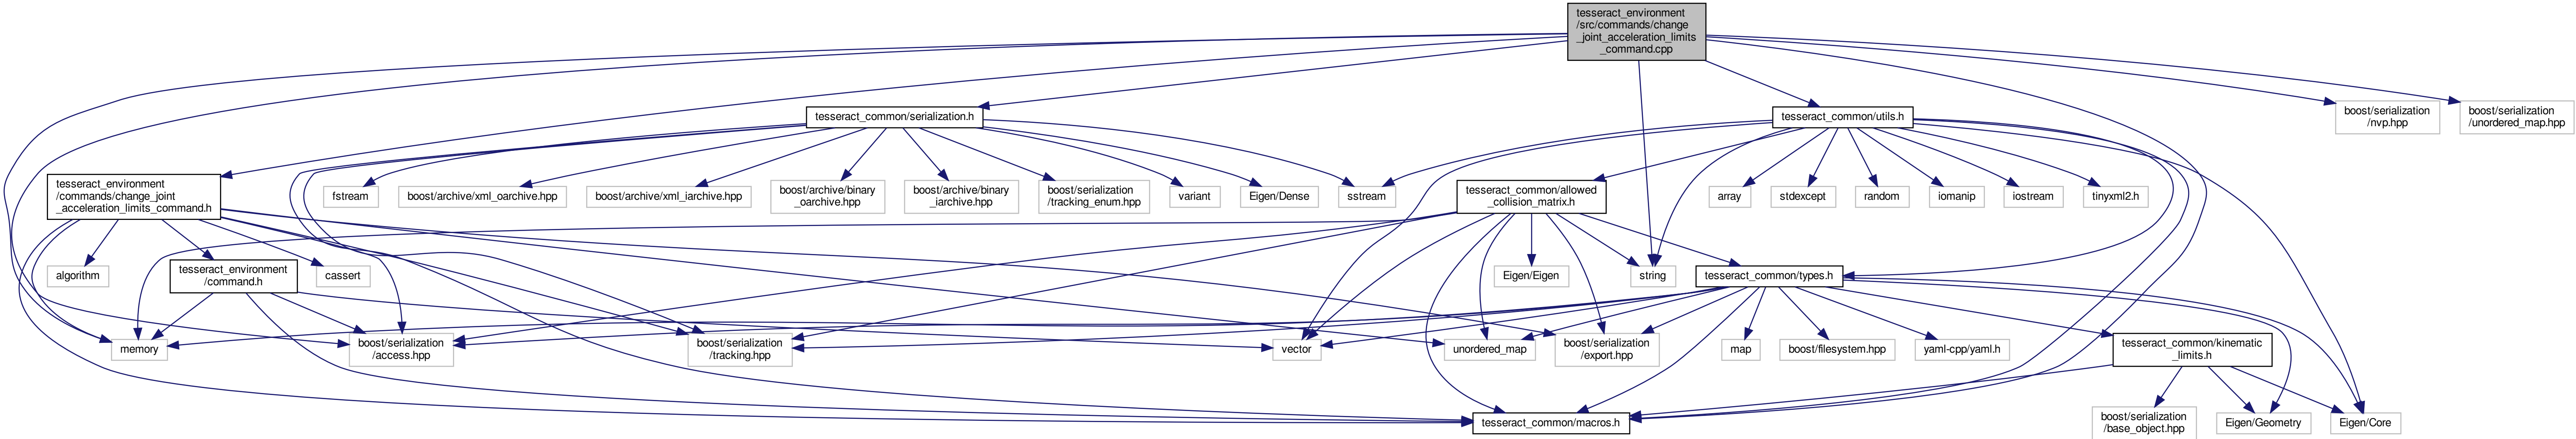 tesseract_environment
/src/commands/change
_joint_acceleration_limits
_command.cpp
tesseract_common/serialization.h
tesseract_common/utils.h
boost/serialization
/nvp.hpp
boost/serialization
/unordered_map.hpp
tesseract_environment
/commands/change_joint
_acceleration_limits_command.h
fstream
boost/archive/xml_oarchive.hpp
boost/archive/xml_iarchive.hpp
boost/archive/binary
_oarchive.hpp
boost/archive/binary
_iarchive.hpp
boost/serialization
/tracking_enum.hpp
variant
Eigen/Dense
sstream
tesseract_common/allowed
_collision_matrix.h
array
stdexcept
random
iomanip
iostream
tinyxml2.h
algorithm
tesseract_environment
/command.h
cassert
Eigen/Eigen
string
tesseract_common/types.h
memory
boost/serialization
/access.hpp
boost/serialization
/tracking.hpp
vector
unordered_map
boost/serialization
/export.hpp
map
boost/filesystem.hpp
yaml-cpp/yaml.h
tesseract_common/kinematic
_limits.h
tesseract_common/macros.h
boost/serialization
/base_object.hpp
Eigen/Geometry
Eigen/Core